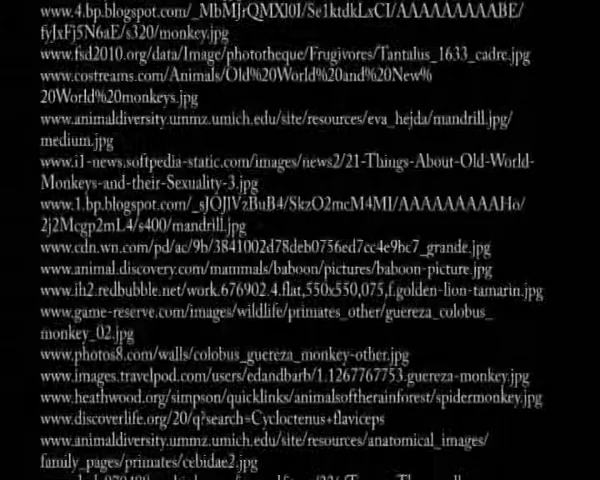 www.4.bp.blogspot.com/_MbMJrQMXl0I/Se1ktdkLxCI/AAAAAAAAABE/
fyJxFj5N6aE/s320/monkey.jpg
www.fsd2010.org/data/Image/phototheque/Frugivores/Tantalus_1633_cadre.jpg
www.costreams.com/Animals/Old%20World%20and%20New%
20World%20monkeys.jpg
www.animaldiversity.ummz.umich.edu/site/resources/eva_hejda/mandrill.jpg/
medium.jpg
www.i1-news.softpedia-static.com/images/news2/21-Things-About-Old-World-
Monkeys-and-their-Sexuality-3.jpg
www.1.bp.blogspot.com/_sJOJlVzBuB4/SkzO2mcM4MI/AAAAAAAAAHo/
2j2Mcgp2mL4/s400/mandrill.jpg
www.cdn.wn.com/pd/ac/9b/3841002d78deb0756ed7cc4e9bc7_grande.jpg
www.animal.discovery.com/mammals/baboon/pictures/baboon-picture.jpg
www.ih2.redbubble.net/work.676902.4.flat,550x550,075,f.golden-lion-tamarin.jpg
www.game-reserve.com/images/wildlife/primates_other/guereza_colobus_
monkey_02.jpg
www.photos8.com/walls/colobus_guereza_monkey-other.jpg
www.images.travelpod.com/users/edandbarb/1.1267767753.guereza-monkey.jpg
www.heathwood.org/simpson/quicklinks/animalsoftherainforest/spidermonkey.jpg
www.discoverlife.org/20/q?search=Cycloctenus+flaviceps
www.animaldiversity.ummz.umich.edu/site/resources/anatomical_images/
family_pages/primates/cebidae2.jpg